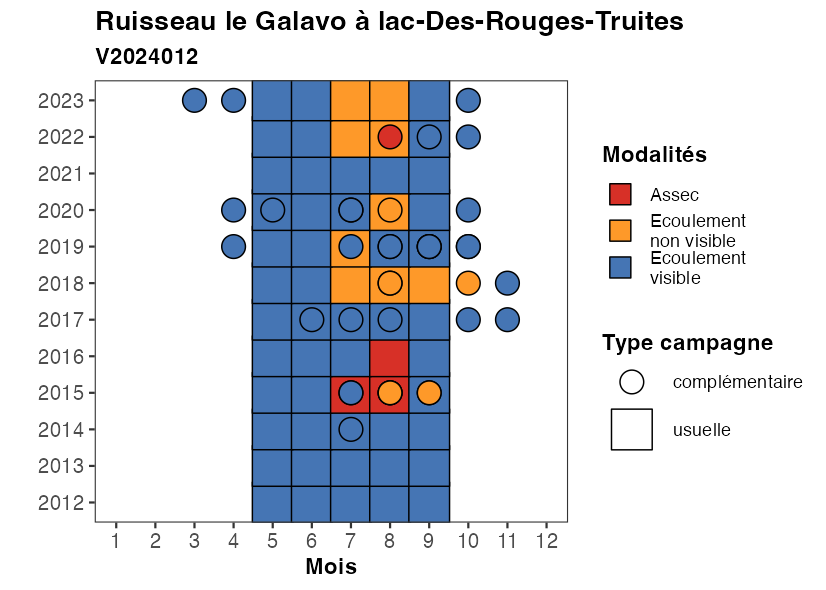 Ruisseau le Galavo à lac-Des-Rouges-Truites
V2024012
2023
2022
2021
2020
2019
2018
2017
2016
2015
2014
2013
2012
1 2 3 4 5 6 7 8 9 10 11 12
Mois
Modalités
Assec
Ecoulement
non visible
Ecoulement
visible
Type campagne
complémentaire
usuelle